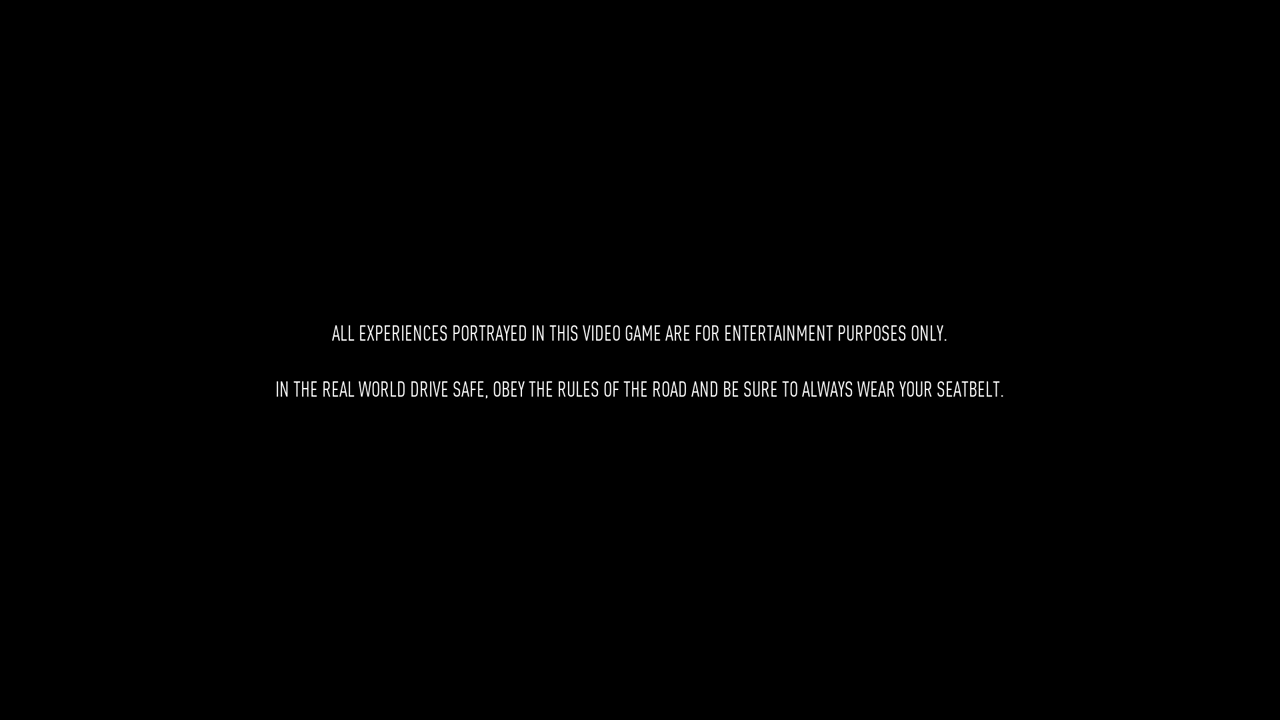 ALL EXPERIENCES PORTRAYED IN THIS VIDEO GAME ARE FOR ENTERTAINMENT PURPOSES ONLY.
IN THE REAL WORLD DRIVE SAFE, OBEY THE RULES OF THE ROAD AND BE SURE TO ALWAYS WEAR YOUR SEATBELT.